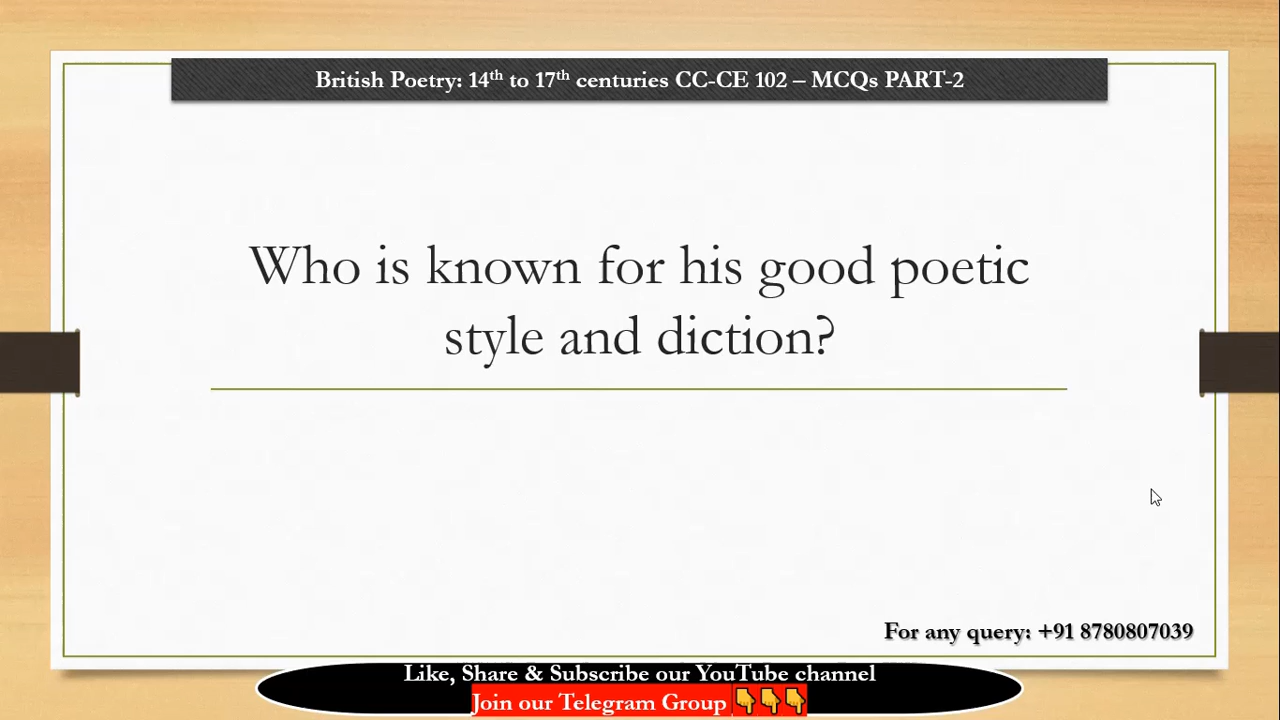 British Poetry: 14th to 17th centuries CC-CE 102 – MCQs PART-2
Who is known for his good poetic
style and diction?
For any query: +91 8780807039
Like, Share & Subscribe our YouTube channel
Join our Telegram Group 👇👇👇